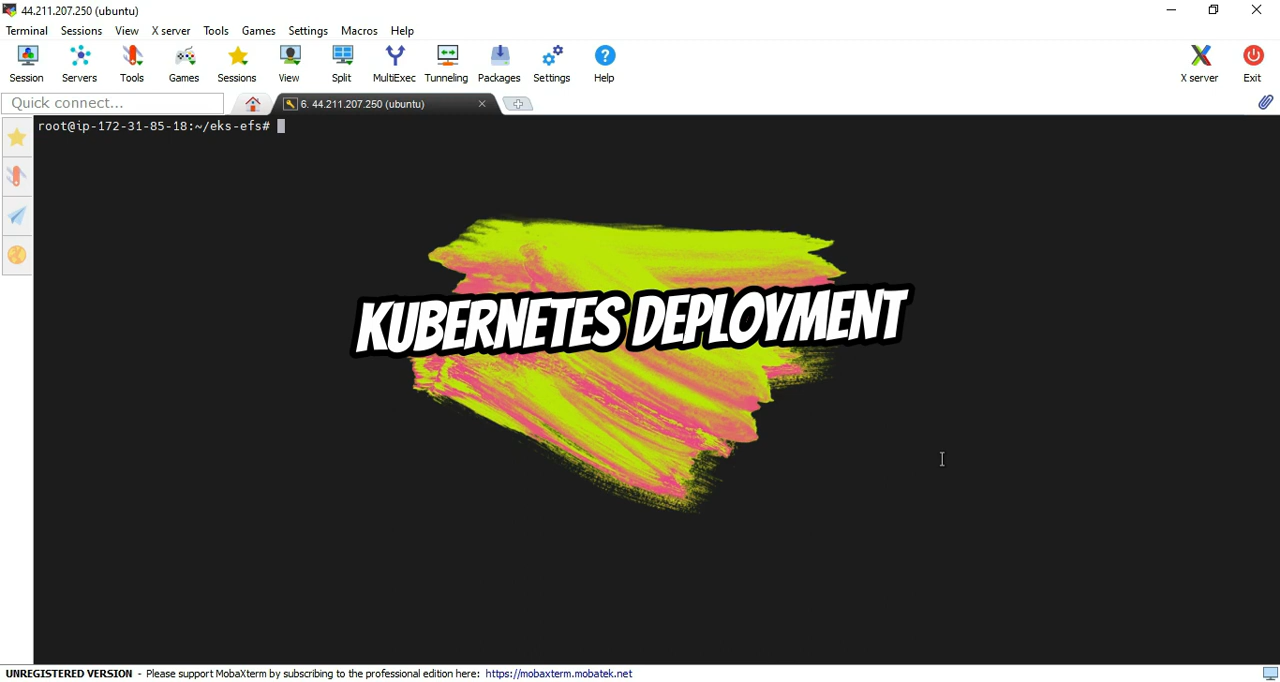 44.211.207.250 (ubuntu)
Terminal Sessions View X server Tools Games Settings Macros Help
Session Servers Tools Games Sessions View Split MultiExec Tunneling Packages Settings Help X server Exit
Quick connect... 6. 44.211.207.250 (ubuntu)
root@ip-172-31-85-18:~/eks-efs#
KUBERNETES DEPLOYMENT
UNREGISTERED VERSION - Please support MobaXterm by subscribing to the professional edition here: https://mobaxterm.mobatek.net